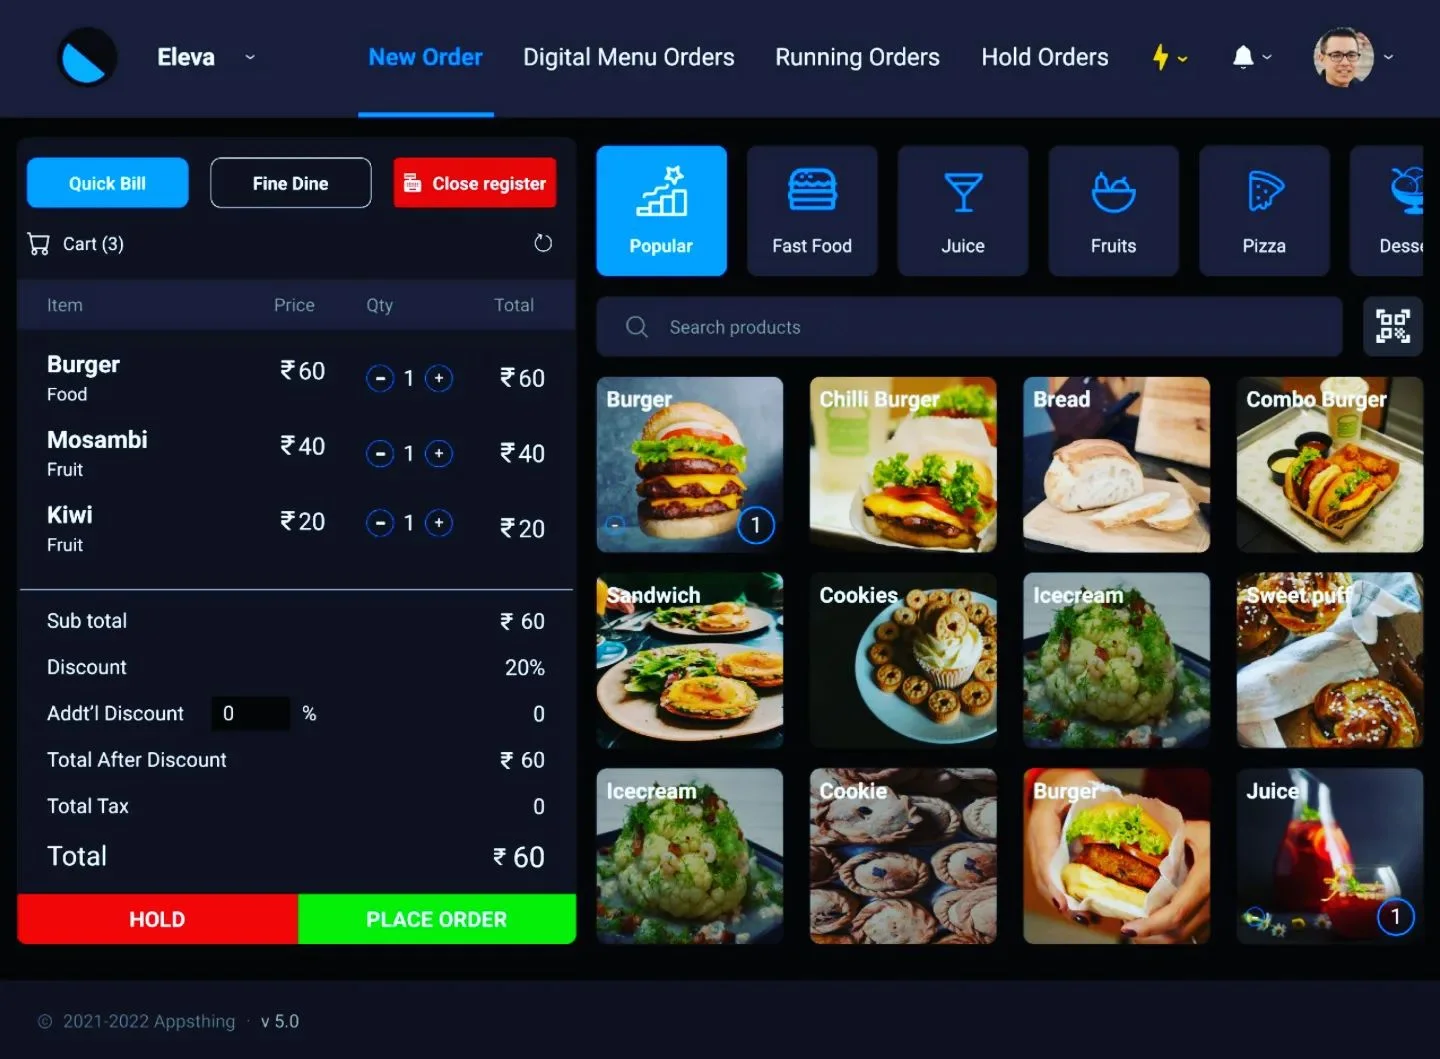 Eleva
New Order
Digital Menu Orders
Running Orders
Hold Orders
Quick Bill
Fine Dine
Close register
Cart (3)
Item Price Qty Total
Burger
Food
₹60 - 1 + ₹60
Mosambi
Fruit
₹40 - 1 + ₹40
Kiwi
Fruit
₹20 - 1 + ₹20
Sub total ₹ 60
Discount 20%
Addt'l Discount 0 % 0
Total After Discount ₹ 60
Total Tax 0
Total ₹ 60
HOLD
PLACE ORDER
Popular
Fast Food
Juice
Fruits
Pizza
Desse
Search products
Burger
1
Chilli Burger
Bread
Combo Burger
Sandwich
Cookies
Icecream
Sweet puff
Icecream
Cookie
Burger
Juice
1
© 2021-2022 Appsthing · v 5.0